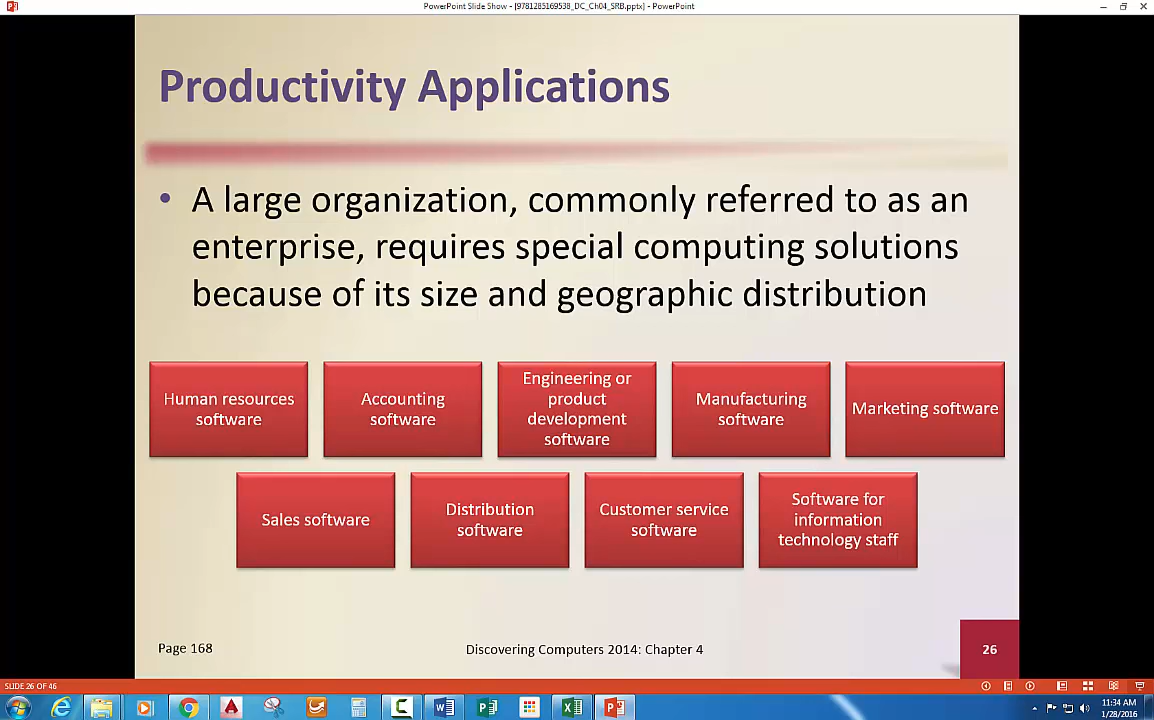 PowerPoint Slide Show - [9781285169538_DC_Ch04_SRB.pptx] - PowerPoint
Productivity Applications
• A large organization, commonly referred to as an
enterprise, requires special computing solutions
because of its size and geographic distribution
Human resources
software
Accounting
software
Engineering or
product
development
software
Manufacturing
software
Marketing software
Sales software
Distribution
software
Customer service
software
Software for
information
technology staff
Page 168
Discovering Computers 2014: Chapter 4
26
SLIDE 26 OF 46
11:34 AM
1/28/2016